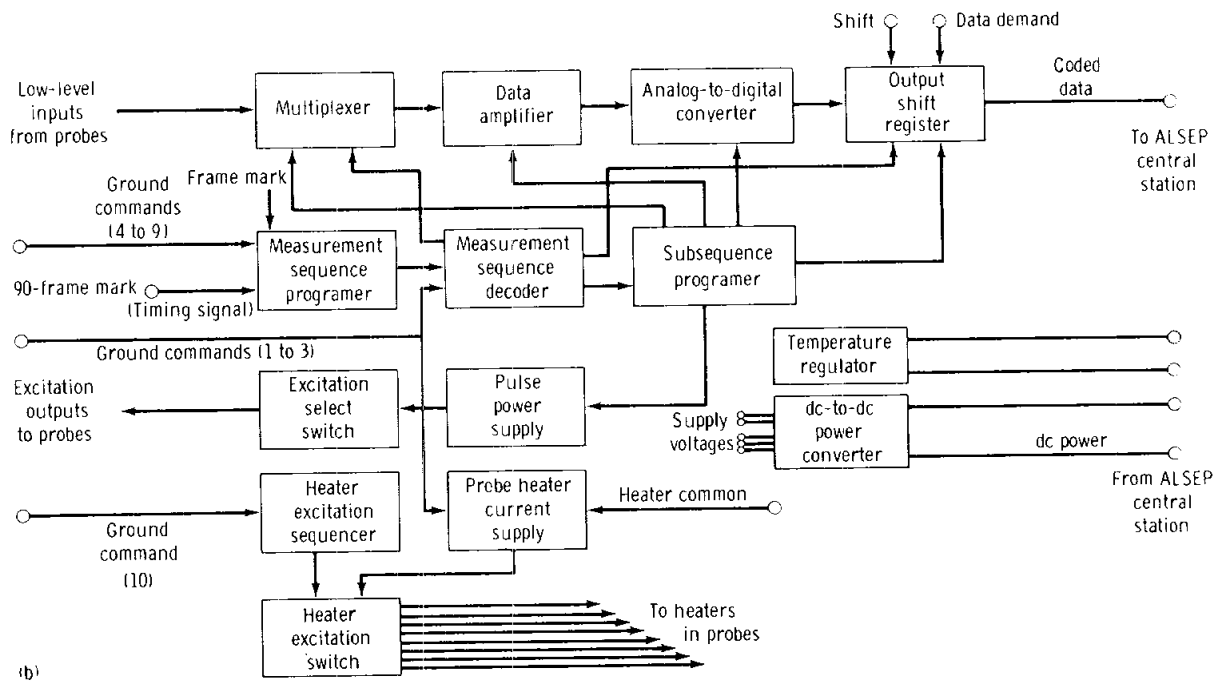 Shift
Data demand
Low-level
inputs
from probes
Multiplexer
Data
amplifier
Analog-to-digital
converter
Output
shift
register
Coded
data
To ALSEP
central
station
Frame mark
Ground
commands
(4 to 9)
Measurement
sequence
programer
Measurement
sequence
decoder
Subsequence
programer
90-frame mark
(Timing signal)
Ground commands (1 to 3)
Temperature
regulator
Excitation
outputs
to probes
Excitation
select
switch
Pulse
power
supply
Supply
voltages
dc-to-dc
power
converter
dc power
From ALSEP
central
station
Heater
excitation
sequencer
Probe heater
current
supply
Heater common
Ground
command
(10)
Heater
excitation
switch
To heaters
in probes
(b)